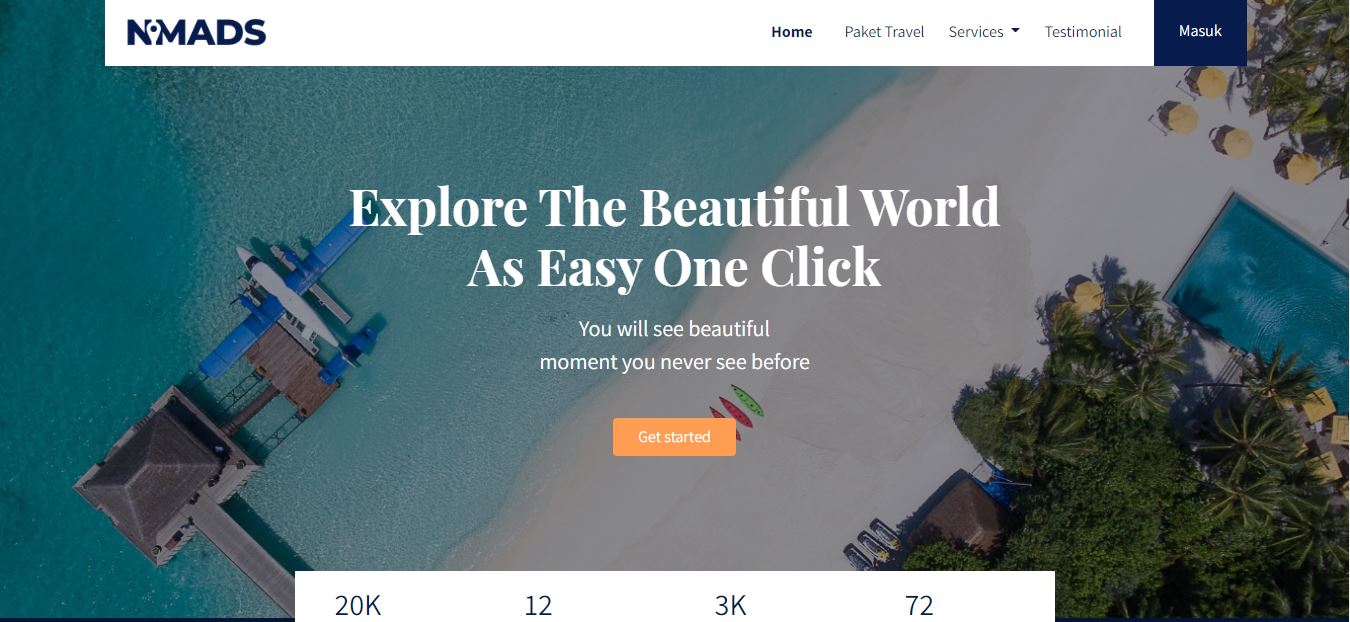 NOMADS
Home Paket Travel Services Testimonial Masuk
Explore The Beautiful World
As Easy One Click
You will see beautiful
moment you never see before
Get started
20K 12 3K 72